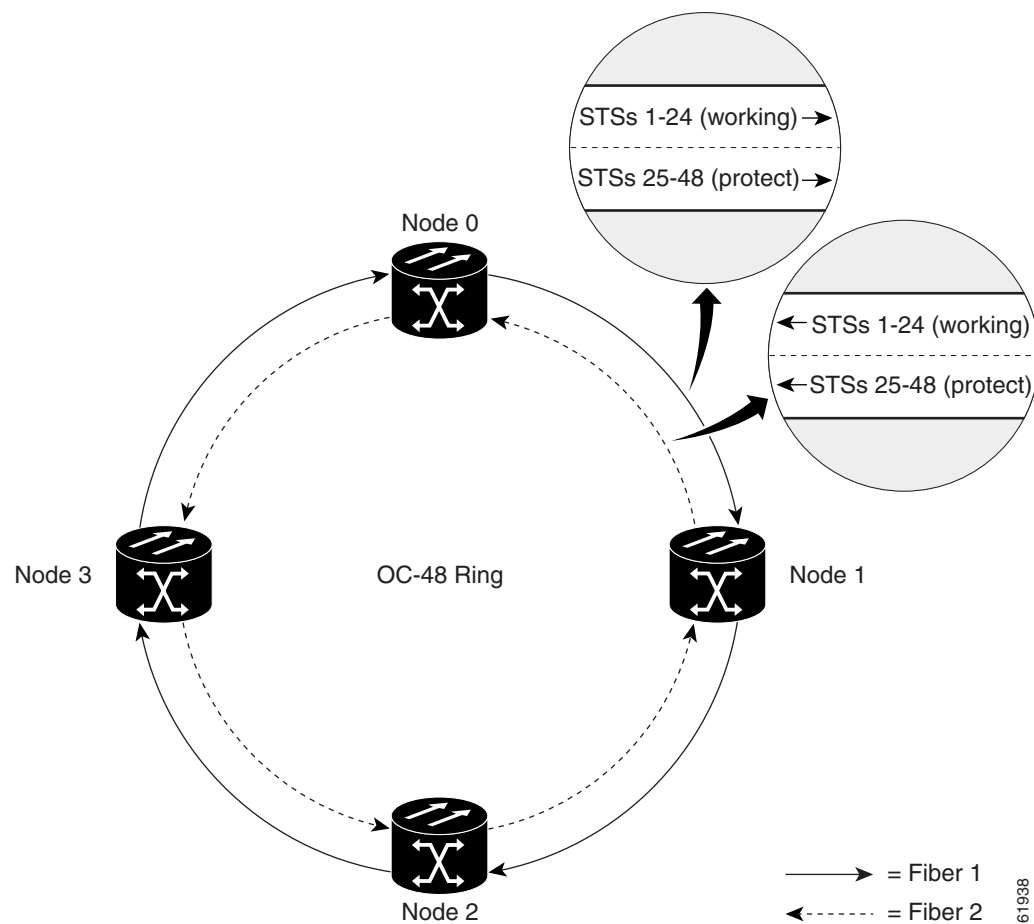 STSs 1-24 (working)
STSs 25-48 (protect)
Node 0
STSs 1-24 (working)
STSs 25-48 (protect)
Node 3
OC-48 Ring
Node 1
= Fiber 1
= Fiber 2
Node 2
61938